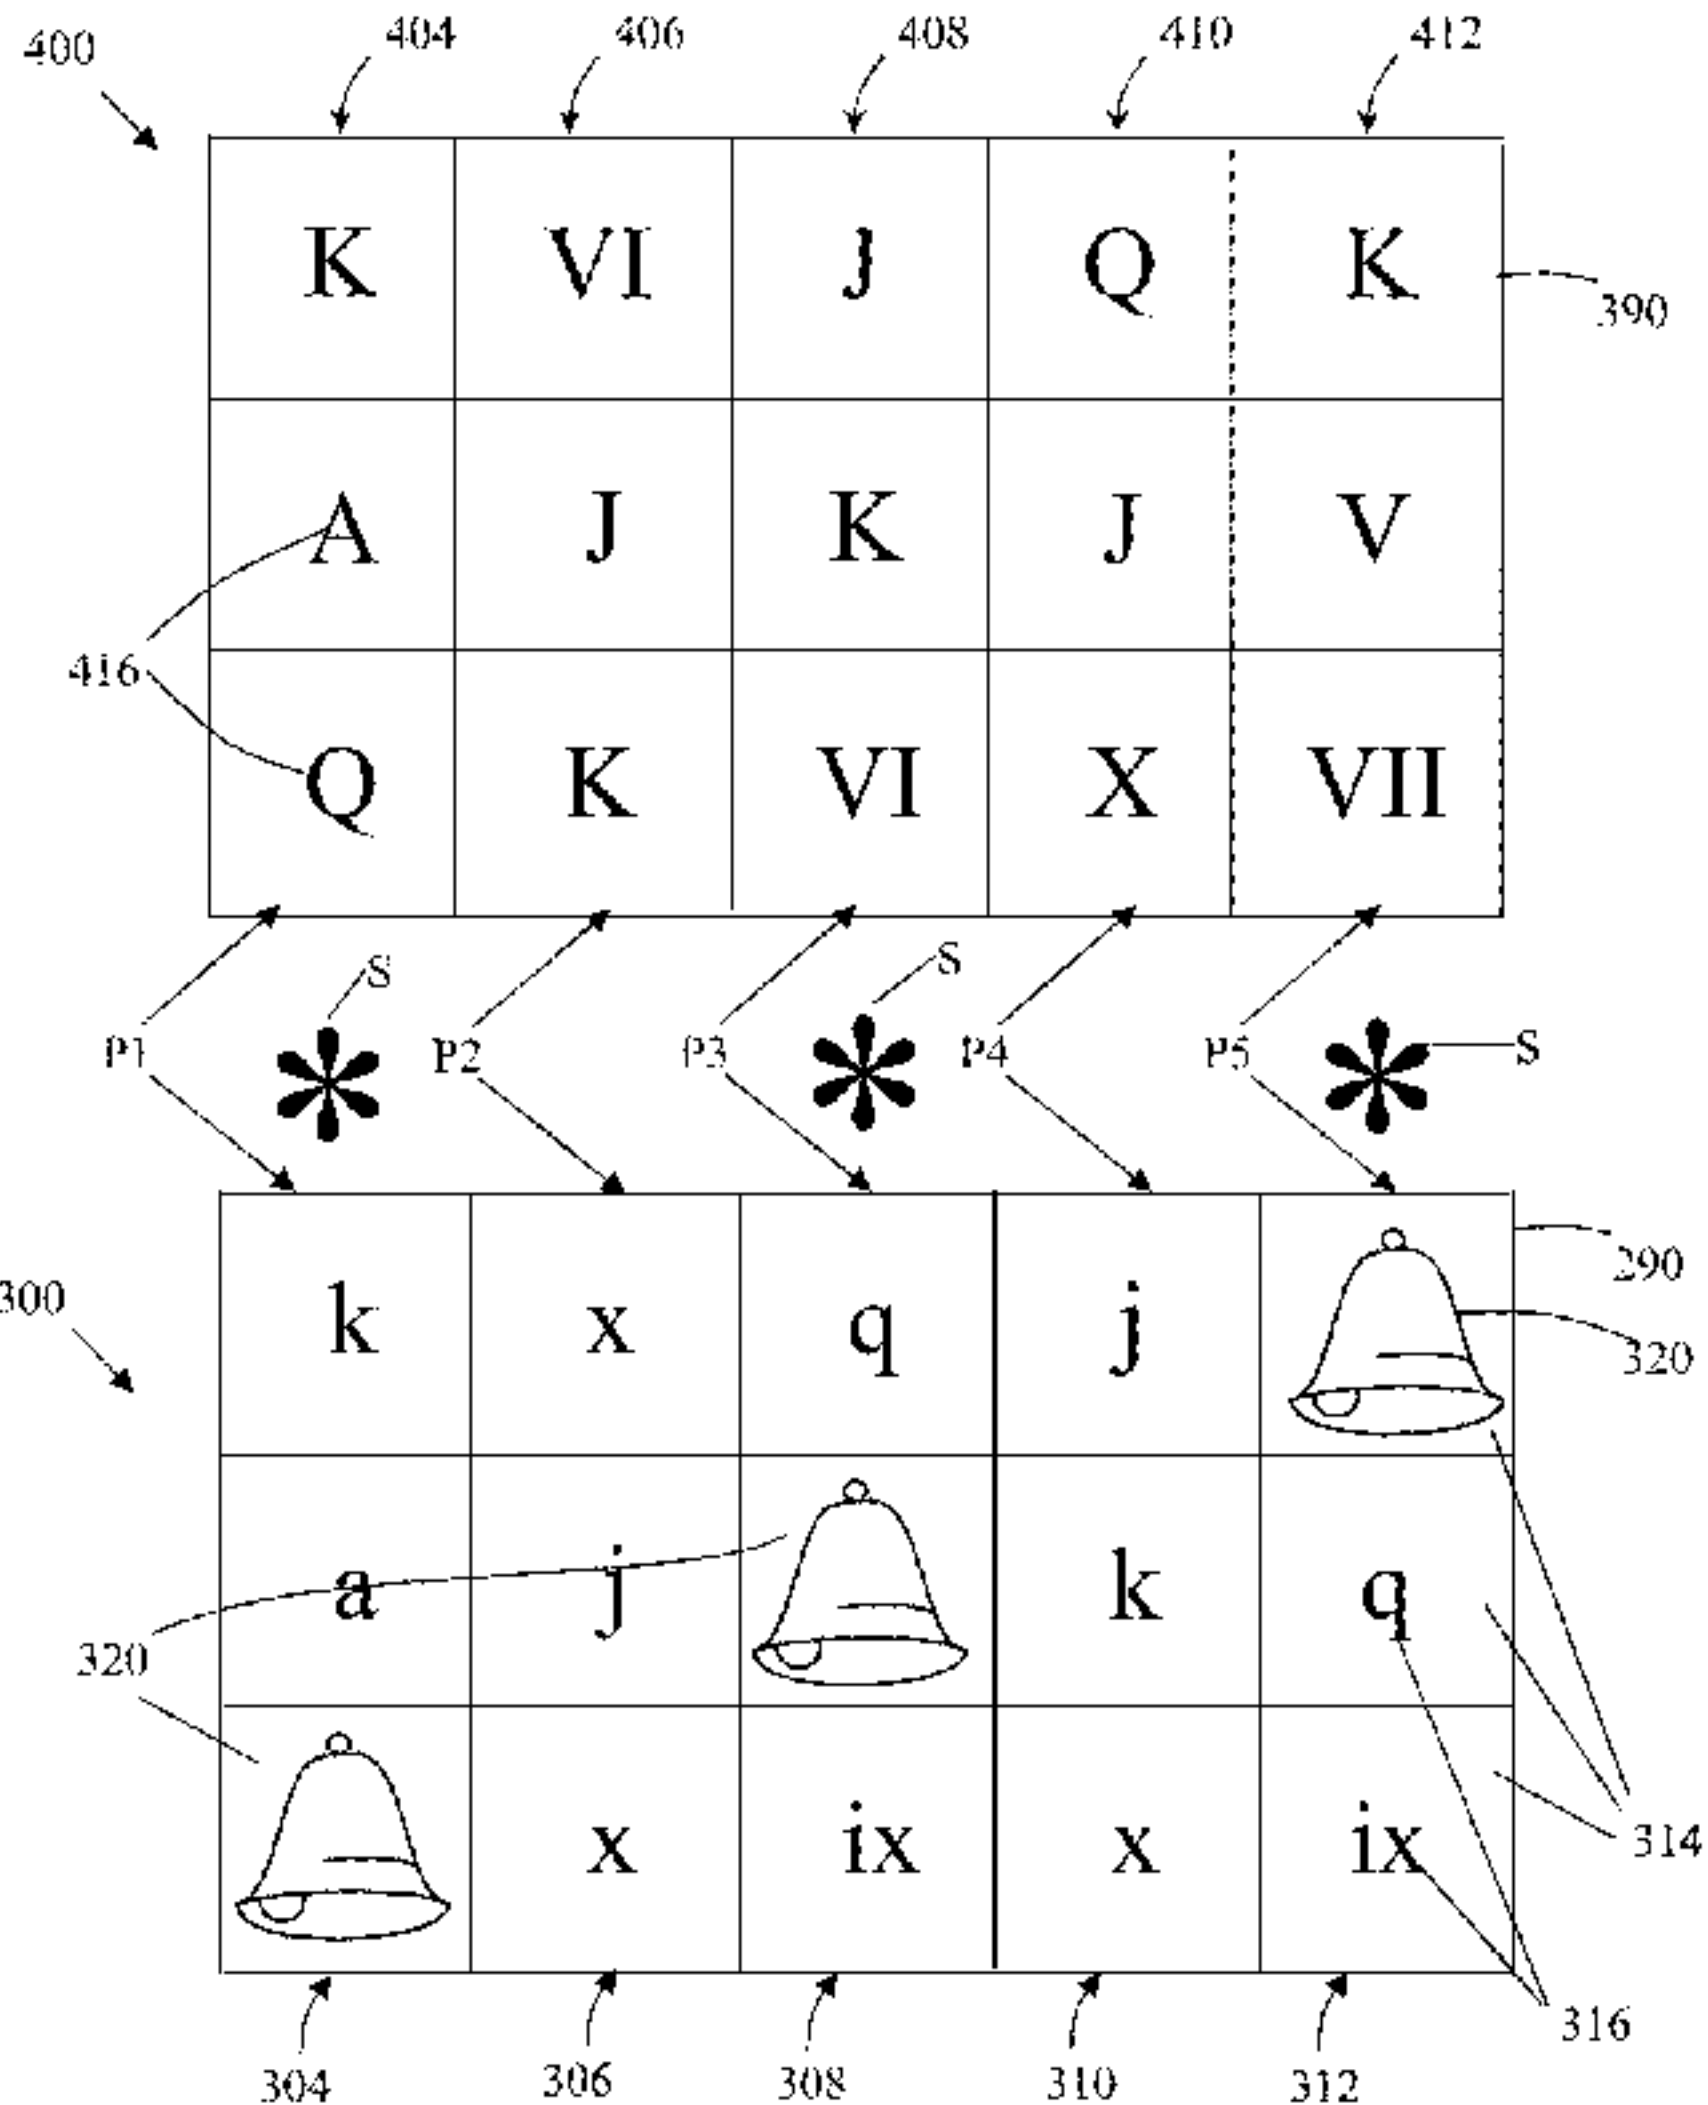 400 404 406 408 410 412
K VI J Q K
390
A J K J V
416
Q K VI X VII
S S
P1 P2 P3 P4 P5 S
290
300
k x q j
320
a j k q
320
314
x ix x ix
316
304 306 308 310 312